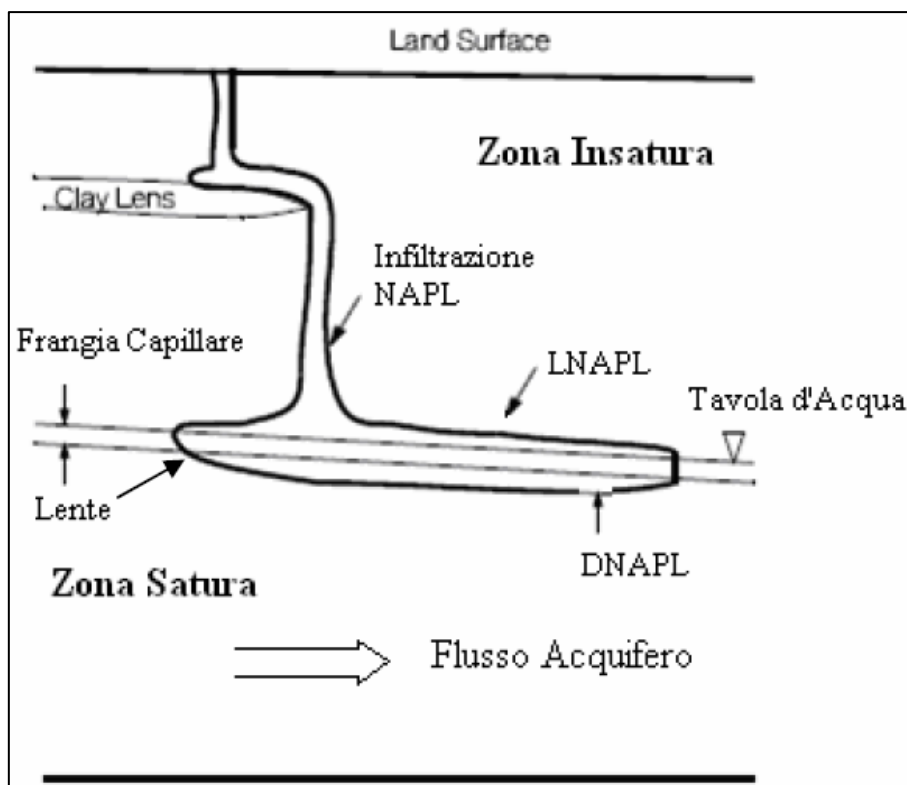 Land Surface
Zona Insatura
Clay Lens
Infiltrazione
NAPL
Frangia Capillare
LNAPL
Tavola d'Acqua
Lente
DNAPL
Zona Satura
Flusso Acquifero